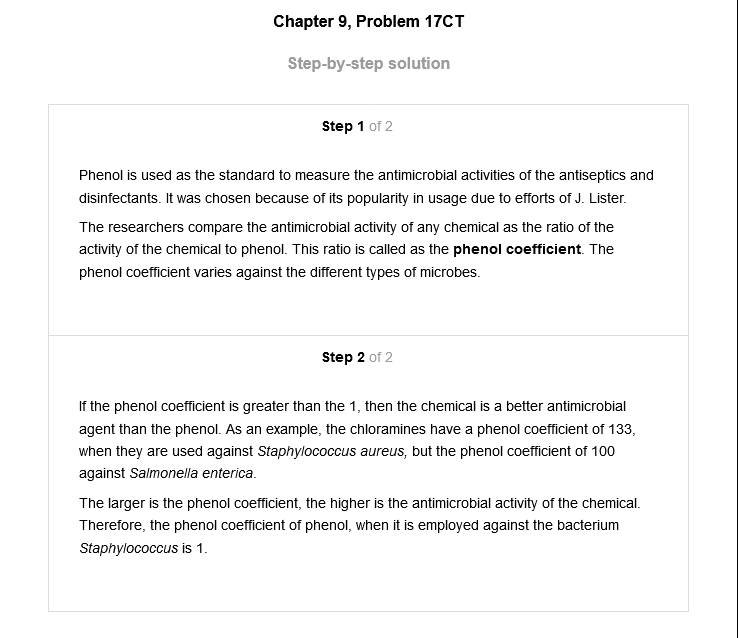 Chapter 9, Problem 17CT
Step-by-step solution
Step 1 of 2
Phenol is used as the standard to measure the antimicrobial activities of the antiseptics and
disinfectants. It was chosen because of its popularity in usage due to efforts of J. Lister.
The researchers compare the antimicrobial activity of any chemical as the ratio of the
activity of the chemical to phenol. This ratio is called as the phenol coefficient. The
phenol coefficient varies against the different types of microbes.
Step 2 of 2
If the phenol coefficient is greater than the 1, then the chemical is a better antimicrobial
agent than the phenol. As an example, the chloramines have a phenol coefficient of 133,
when they are used against Staphylococcus aureus, but the phenol coefficient of 100
against Salmonella enterica.
The larger is the phenol coefficient, the higher is the antimicrobial activity of the chemical.
Therefore, the phenol coefficient of phenol, when it is employed against the bacterium
Staphylococcus is 1.